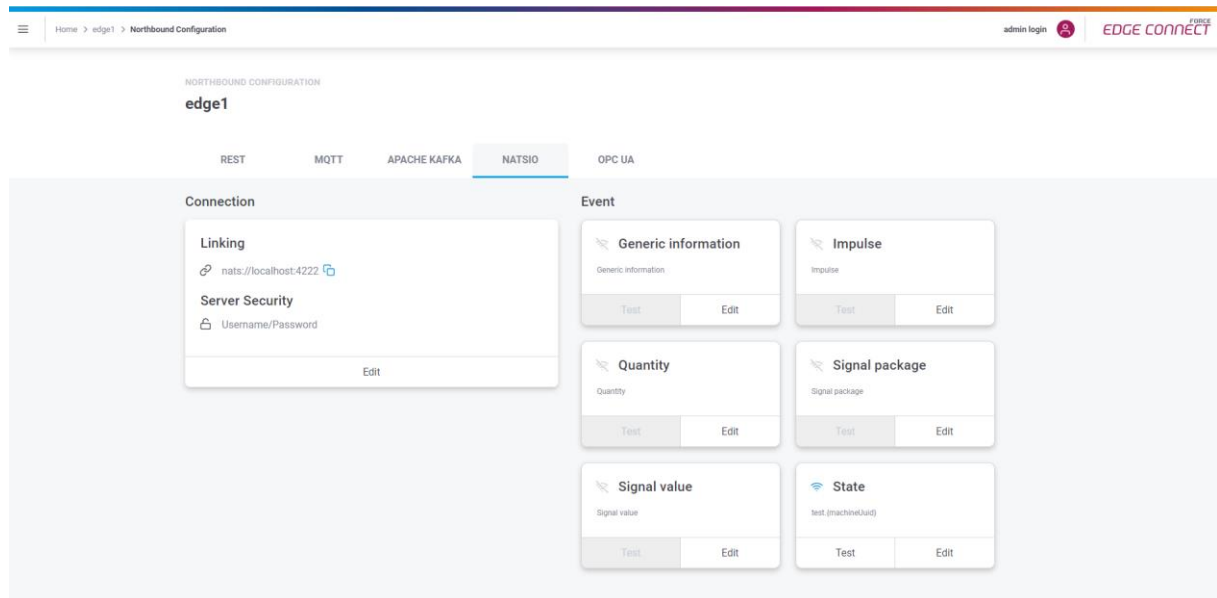 Home > edge1 > Northbound Configuration
admin login
FORCE
EDGE CONNECT
NORTHBOUND CONFIGURATION
edge1
REST MQTT APACHE KAFKA NATSIO OPC UA
Connection
Linking
nats://localhost:4222
Server Security
Username/Password
Edit
Event
Generic information
Generic information
Test Edit
Impulse
Impulse
Test Edit
Quantity
Quantity
Test Edit
Signal package
Signal package
Test Edit
Signal value
Signal value
Test Edit
State
test.{machineUuid}
Test Edit